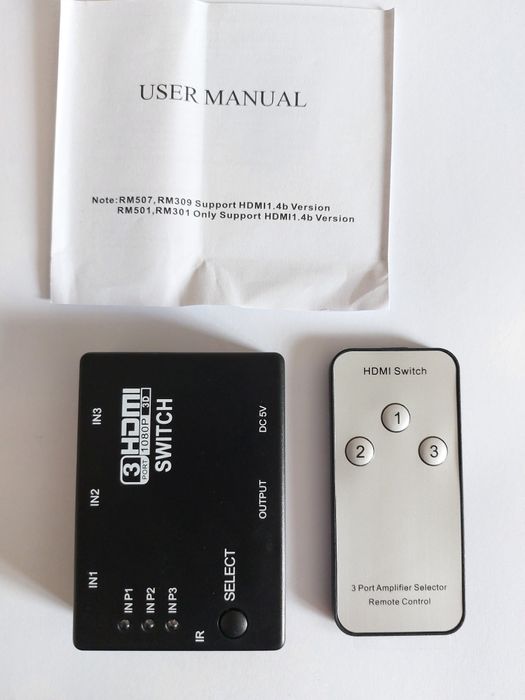 USER MANUAL
Note:RM507,RM309 Support HDMI1.4b Version
RM501,RM301 Only Support HDMI1.4b Version
3 HDMI
PORT 1080P 3D
SWITCH
IN3
IN2
IN1
DC 5V
OUTPUT
IN P1
IN P2
IN P3
IR
SELECT
HDMI Switch
1
2
3
3 Port Amplifier Selector
Remote Control